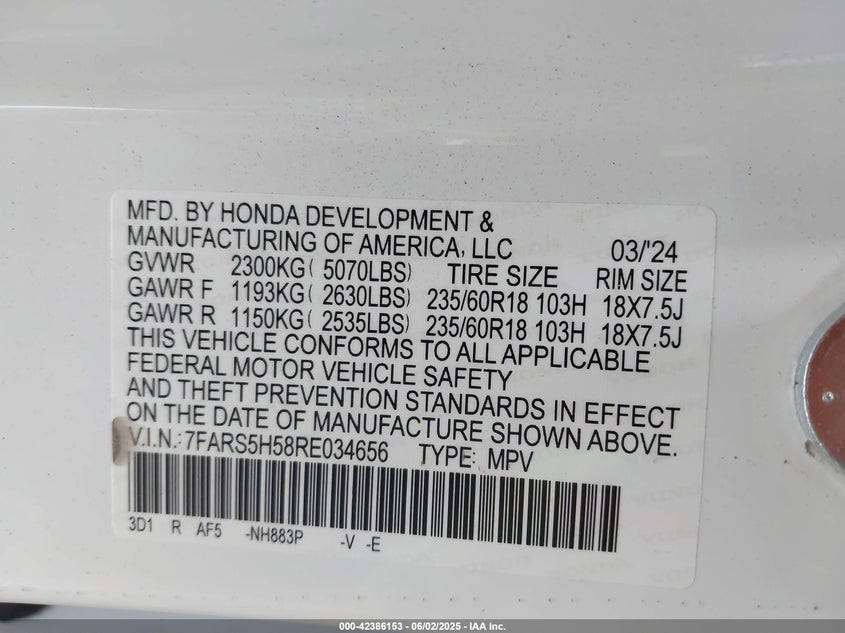 MFD. BY HONDA DEVELOPMENT &
MANUFACTURING OF AMERICA, LLC 03/'24
GVWR 2300KG( 5070LBS) TIRE SIZE RIM SIZE
GAWR F 1193KG( 2630LBS) 235/60R18 103H 18X7.5J
GAWR R 1150KG( 2535LBS) 235/60R18 103H 18X7.5J
THIS VEHICLE CONFORMS TO ALL APPLICABLE
FEDERAL MOTOR VEHICLE SAFETY
AND THEFT PREVENTION STANDARDS IN EFFECT
ON THE DATE OF MANUFACTURE SHOWN ABOVE.
V.I.N.: 7FARS5H58RE034656 TYPE: MPV
3D1 R AF5 -NH883P -V -E
000-42386153 - 06/02/2025 - IAA Inc.